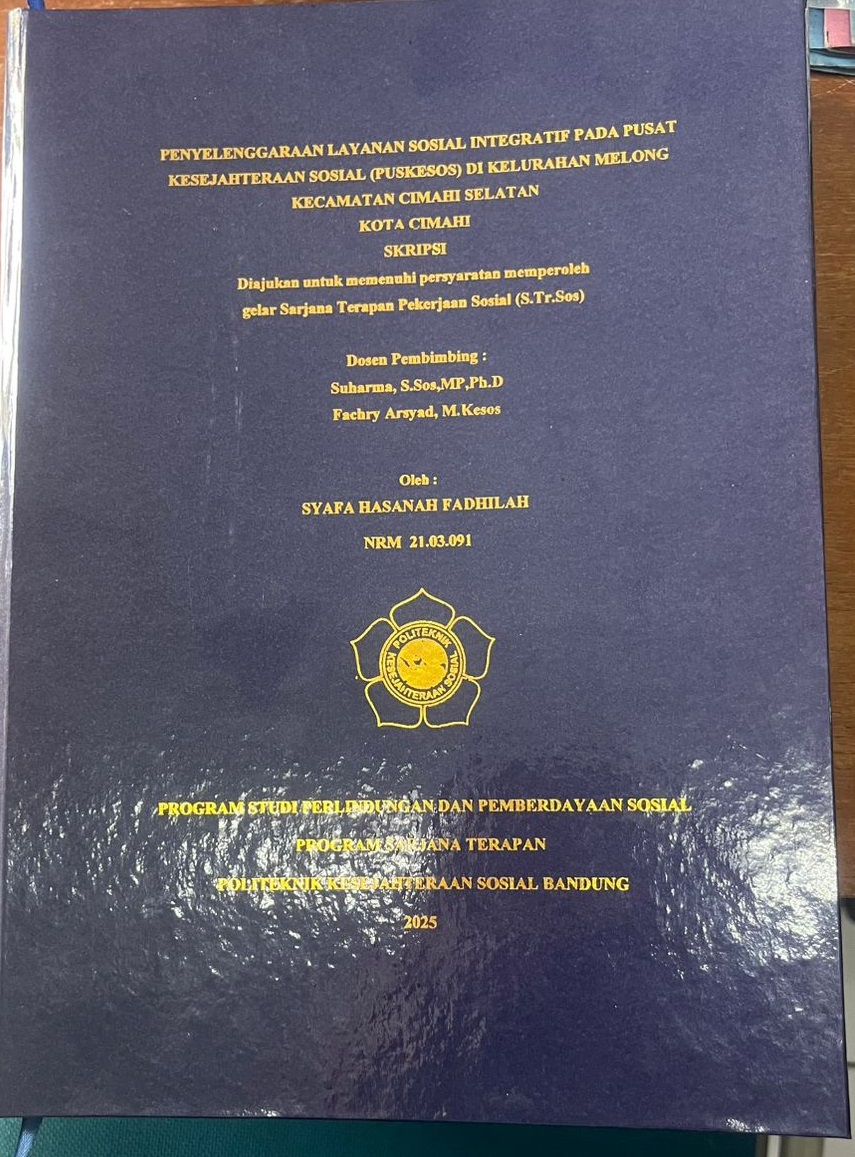 PENYELENGGARAAN LAYANAN SOSIAL INTEGRATIF PADA PUSAT
KESEJAHTERAAN SOSIAL (PUSKESOS) DI KELURAHAN MELONG
KECAMATAN CIMAHI SELATAN
KOTA CIMAHI
SKRIPSI
Diajukan untuk memenuhi persyaratan memperoleh
gelar Sarjana Terapan Pekerjaan Sosial (S.Tr.Sos)
Dosen Pembimbing :
Suharma, S.Sos,MP,Ph.D
Fachry Arsyad, M.Kesos
Oleh :
SYAFA HASANAH FADHILAH
NRM 21.03.091
POLITEKNIK
KESEJAHTERAAN SOSIAL
PROGRAM STUDI PERLINDUNGAN DAN PEMBERDAYAAN SOSIAL
PROGRAM SARJANA TERAPAN
POLITEKNIK KESEJAHTERAAN SOSIAL BANDUNG
2025